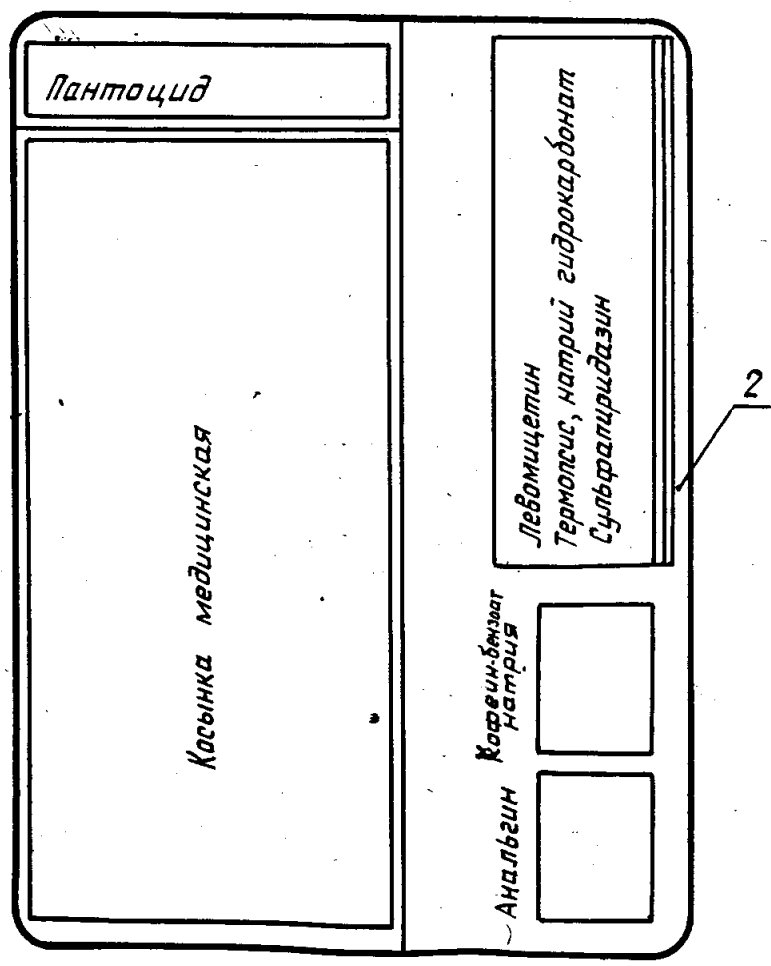 Пантоцид
Косынка медицинская
Левомицетин
Термопсис, натрий гидрокарбонат
Сульфапиридазин
2
Кофеин-бензоат
натрия
Анальгин